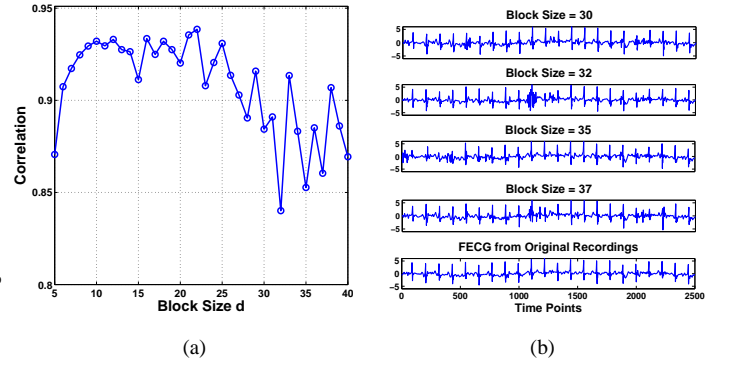 0.95
0.9
0.85
0.8
Correlation
5 10 15 20 25 30 35 40
Block Size d
(a)
Block Size = 30
5
0
−5
Block Size = 32
5
0
−5
Block Size = 35
5
0
−5
Block Size = 37
5
0
−5
FECG from Original Recordings
5
0
−5
0 500 1000 1500 2000 2500
Time Points
(b)